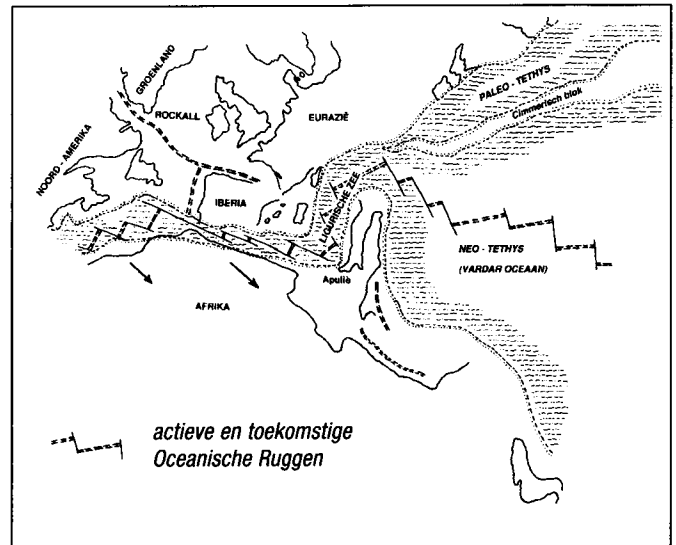 GROENLAND
ROCKALL
EURAZIË
NOORD-AMERIKA
IBERIA
LIGURISCHE ZEE
PALEO - TETHYS
Cimmerisch blok
NEO - TETHYS
(VARDAR OCEAAN)
Apulië
AFRIKA
actieve en toekomstige
Oceanische Ruggen